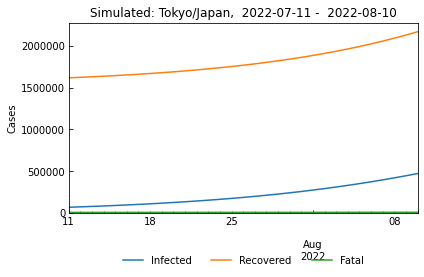 Simulated: Tokyo/Japan, 2022-07-11 - 2022-08-10
Cases
2000000
1500000
1000000
500000
0
11 18 25 08
Aug
2022
Infected Recovered Fatal